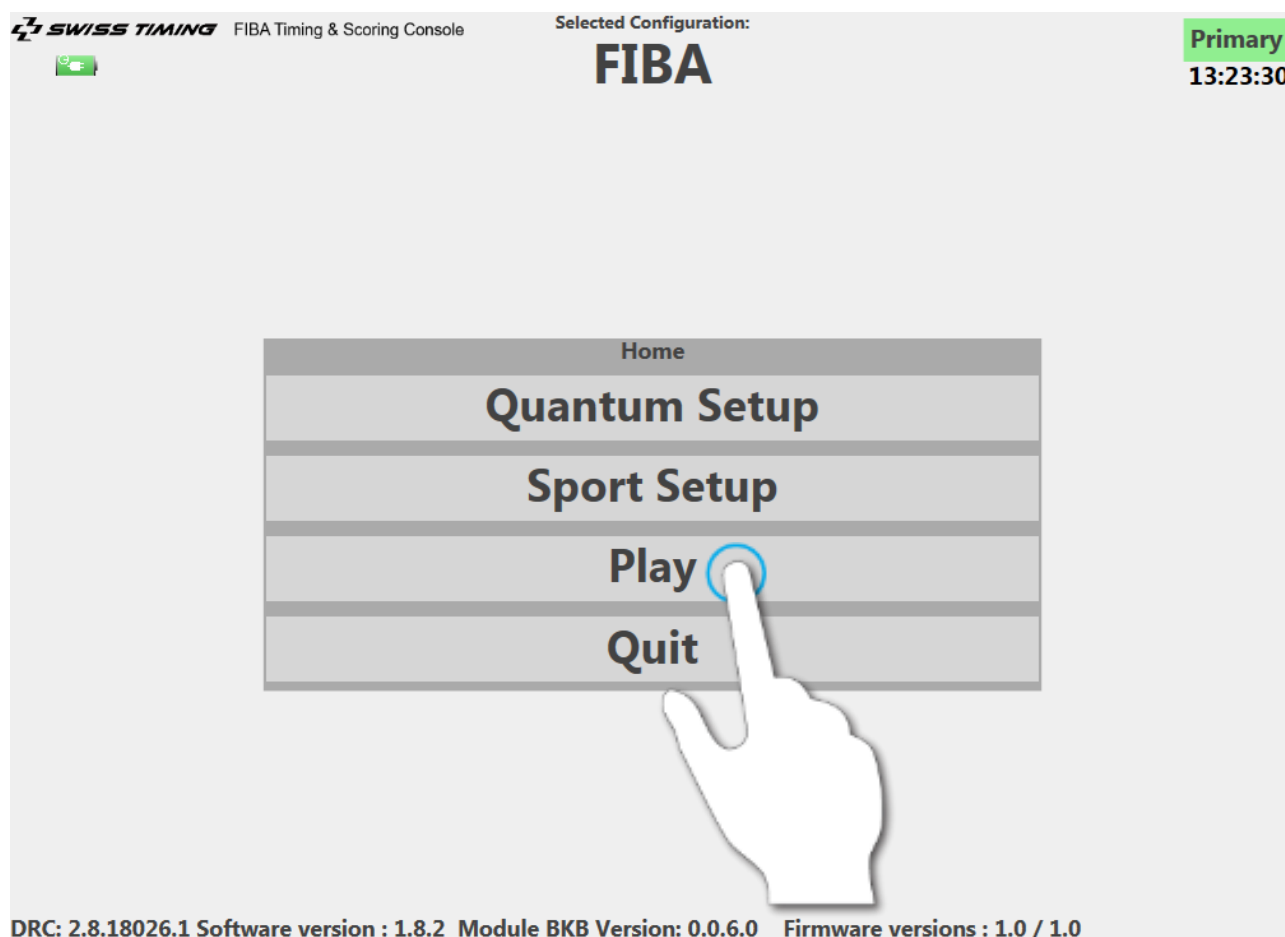 SWISS TIMING FIBA Timing & Scoring Console
Selected Configuration:
FIBA
Primary
13:23:30
Home
Quantum Setup
Sport Setup
Play
Quit
DRC: 2.8.18026.1 Software version : 1.8.2 Module BKB Version: 0.0.6.0 Firmware versions : 1.0 / 1.0